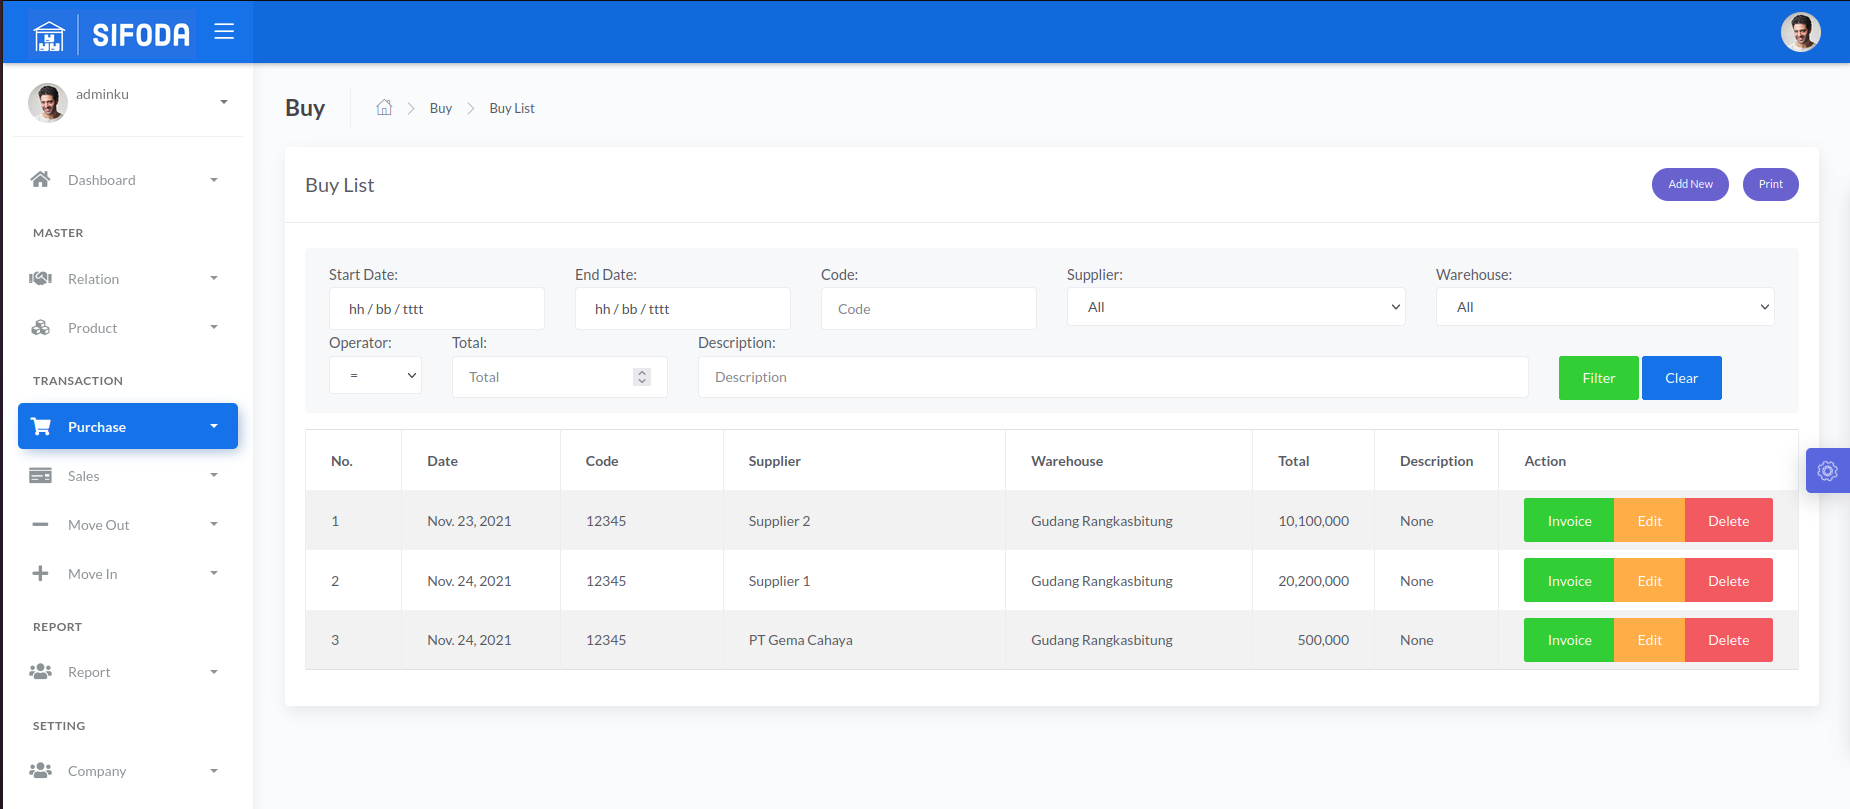 SIFODA
adminku
Dashboard
MASTER
Relation
Product
TRANSACTION
Purchase
Sales
Move Out
Move In
REPORT
Report
SETTING
Company
Buy
Buy
Buy List
Buy List
Add New
Print
Start Date:
End Date:
Code:
Supplier:
Warehouse:
hh / bb / tttt
hh / bb / tttt
Code
All
All
Operator:
Total:
Description:
=
Total
Description
Filter
Clear
No. Date Code Supplier Warehouse Total Description Action
1 Nov. 23, 2021 12345 Supplier 2 Gudang Rangkasbitung 10,100,000 None Invoice Edit Delete
2 Nov. 24, 2021 12345 Supplier 1 Gudang Rangkasbitung 20,200,000 None Invoice Edit Delete
3 Nov. 24, 2021 12345 PT Gema Cahaya Gudang Rangkasbitung 500,000 None Invoice Edit Delete